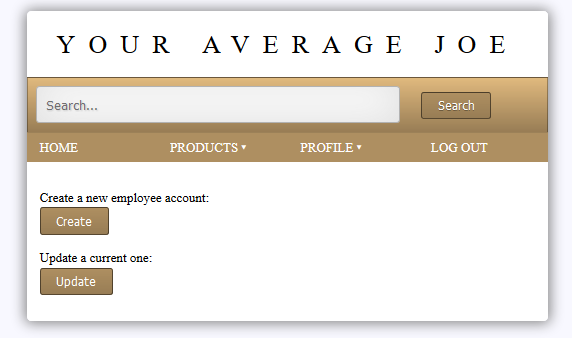 YOUR AVERAGE JOE
Search...
Search
HOME PRODUCTS ▾ PROFILE ▾ LOG OUT
Create a new employee account:
Create
Update a current one:
Update